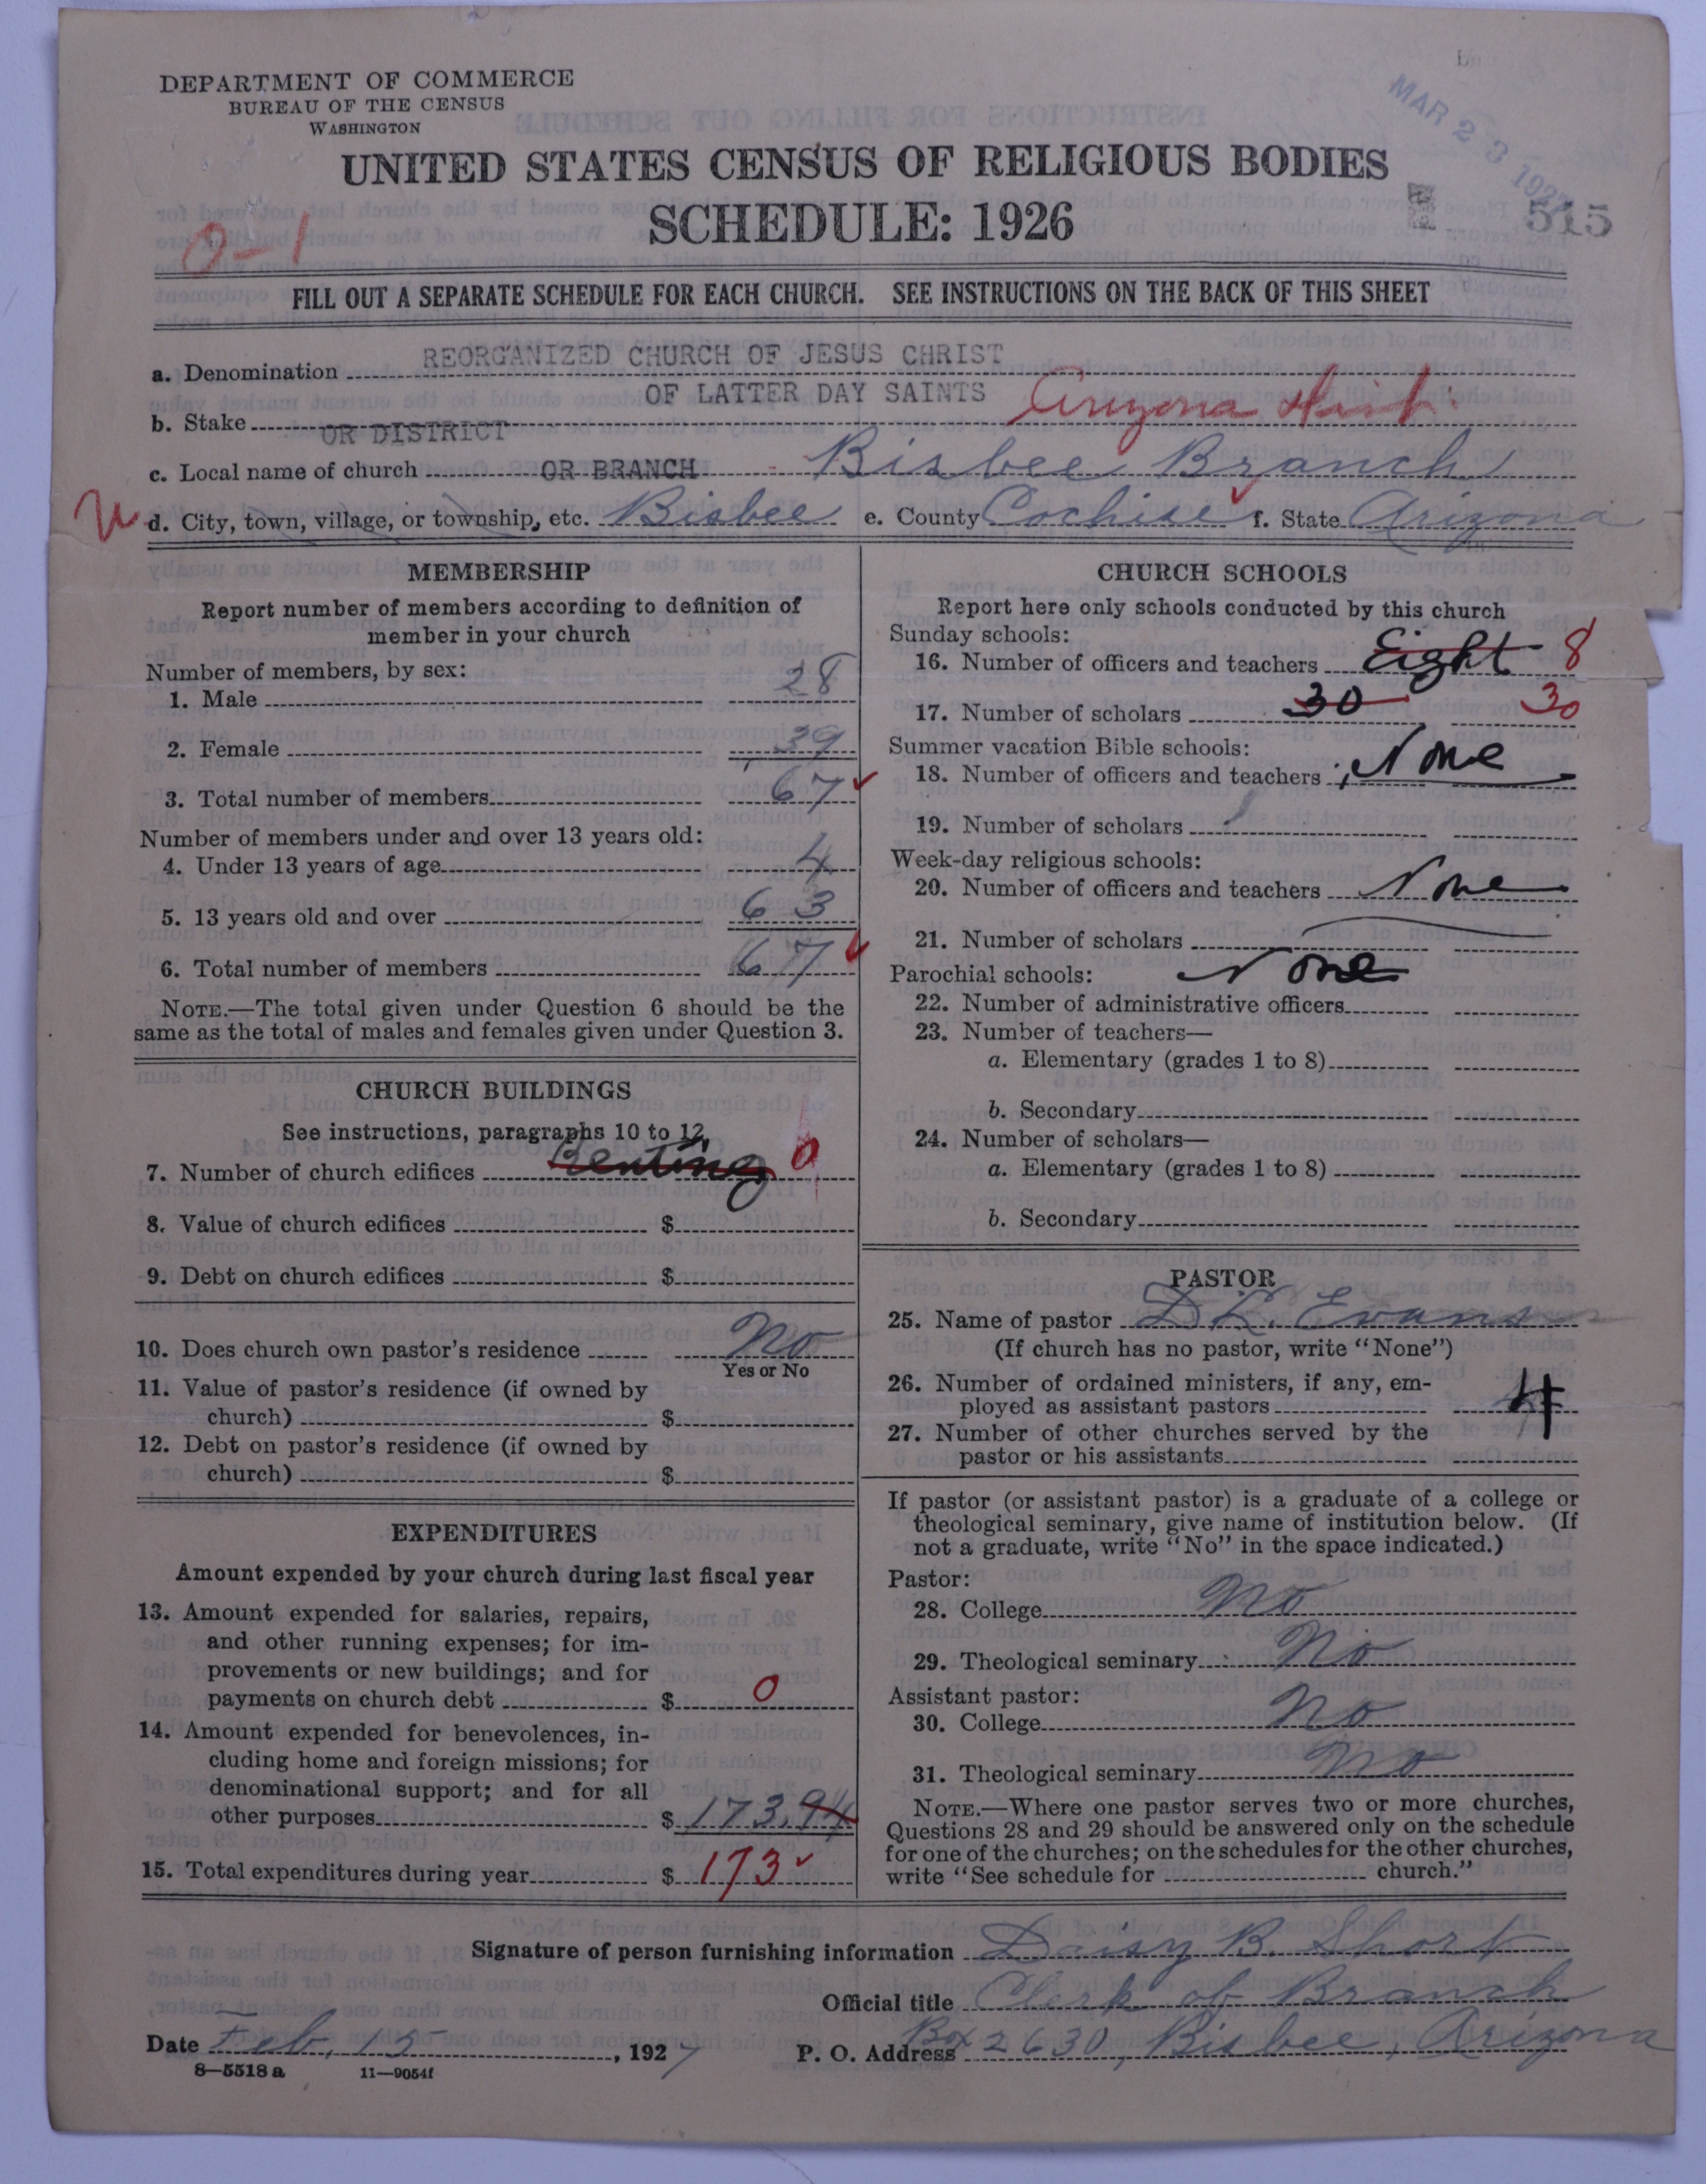 DEPARTMENT OF COMMERCE
BUREAU OF THE CENSUS
WASHINGTON
MAR 23 1927
UNITED STATES CENSUS OF RELIGIOUS BODIES
SCHEDULE: 1926
515
0-1
FILL OUT A SEPARATE SCHEDULE FOR EACH CHURCH. SEE INSTRUCTIONS ON THE BACK OF THIS SHEET
a. Denomination REORGANIZED CHURCH OF JESUS CHRIST
OF LATTER DAY SAINTS
b. Stake OR DISTRICT Arizona Dist.
c. Local name of church OR BRANCH Bisbee Branch
d. City, town, village, or township, etc. Bisbee e. County Cochise f. State Arizona
MEMBERSHIP
Report number of members according to definition of
member in your church
Number of members, by sex:
1. Male 28
2. Female 39
3. Total number of members 67
Number of members under and over 13 years old:
4. Under 13 years of age 4
5. 13 years old and over 63
6. Total number of members 67
NOTE.—The total given under Question 6 should be the
same as the total of males and females given under Question 3.
CHURCH BUILDINGS
See instructions, paragraphs 10 to 12
7. Number of church edifices Renting 0
8. Value of church edifices $
9. Debt on church edifices $
10. Does church own pastor's residence No
Yes or No
11. Value of pastor's residence (if owned by
church) $
12. Debt on pastor's residence (if owned by
church) $
EXPENDITURES
Amount expended by your church during last fiscal year
13. Amount expended for salaries, repairs,
and other running expenses; for im-
provements or new buildings; and for
payments on church debt $ 0
14. Amount expended for benevolences, in-
cluding home and foreign missions; for
denominational support; and for all
other purposes $ 173.94
15. Total expenditures during year $ 173
CHURCH SCHOOLS
Report here only schools conducted by this church
Sunday schools:
16. Number of officers and teachers Eight 8
17. Number of scholars 30 30
Summer vacation Bible schools:
18. Number of officers and teachers None
19. Number of scholars
Week-day religious schools:
20. Number of officers and teachers None
21. Number of scholars
Parochial schools: None
22. Number of administrative officers
23. Number of teachers—
a. Elementary (grades 1 to 8)
b. Secondary
24. Number of scholars—
a. Elementary (grades 1 to 8)
b. Secondary
PASTOR
25. Name of pastor D L. Evans
(If church has no pastor, write "None")
26. Number of ordained ministers, if any, em-
ployed as assistant pastors 4
27. Number of other churches served by the
pastor or his assistants
If pastor (or assistant pastor) is a graduate of a college or
theological seminary, give name of institution below. (If
not a graduate, write "No" in the space indicated.)
Pastor:
28. College No
29. Theological seminary No
Assistant pastor:
30. College No
31. Theological seminary No
NOTE.—Where one pastor serves two or more churches,
Questions 28 and 29 should be answered only on the schedule
for one of the churches; on the schedules for the other churches,
write "See schedule for church."
Signature of person furnishing information Daisy B. Short
Official title Clerk of Branch
Date Feb. 15, 1927 P. O. Address Box 2630, Bisbee, Arizona
8—5518 a 11—9054f